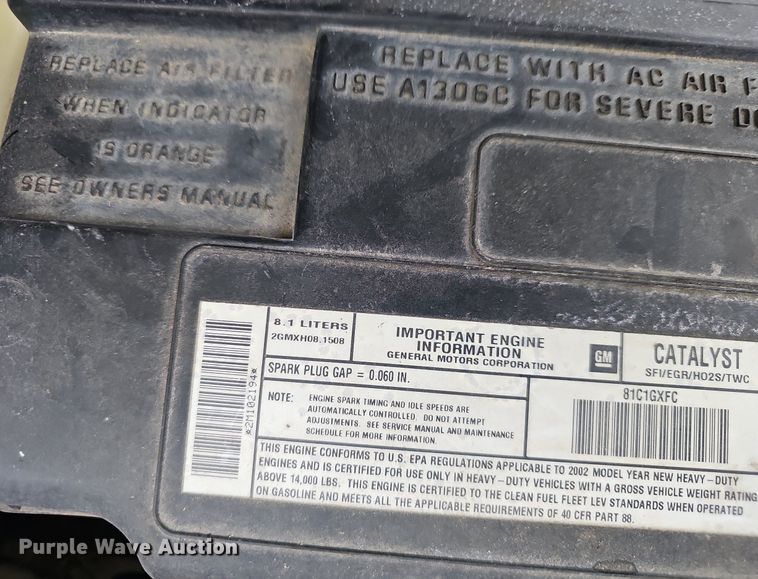 REPLACE AIR FILTER
WHEN INDICATOR
IS ORANGE
SEE OWNERS MANUAL
REPLACE WITH AC AIR F
USE A1306C FOR SEVERE
8.1 LITERS
2GMXH08.1508
IMPORTANT ENGINE
INFORMATION
GENERAL MOTORS CORPORATION
GM
CATALYST
SFI/EGR/HO2S/TWC
SPARK PLUG GAP = 0.060 IN.
NOTE: ENGINE SPARK TIMING AND IDLE SPEEDS ARE
AUTOMATICALLY CONTROLLED. DO NOT ATTEMPT
ADJUSTMENTS. SEE SERVICE MANUAL AND MAINTENANCE
SCHEDULE FOR MORE INFORMATION.
81C1GXFC
*2M102194*
THIS ENGINE CONFORMS TO U.S. EPA REGULATIONS APPLICABLE TO 2002 MODEL YEAR NEW HEAVY-DUTY
ENGINES AND IS CERTIFIED FOR USE ONLY IN HEAVY-DUTY VEHICLES WITH A GROSS VEHICLE WEIGHT RATING
ABOVE 14,000 LBS. THIS ENGINE IS CERTIFIED TO THE CLEAN FUEL FLEET LEV STANDARDS WHEN OPERATED
ON GASOLINE AND MEETS ALL THE APPLICABLE REQUIREMENTS OF 40 CFR PART 88.
Purple Wave Auction